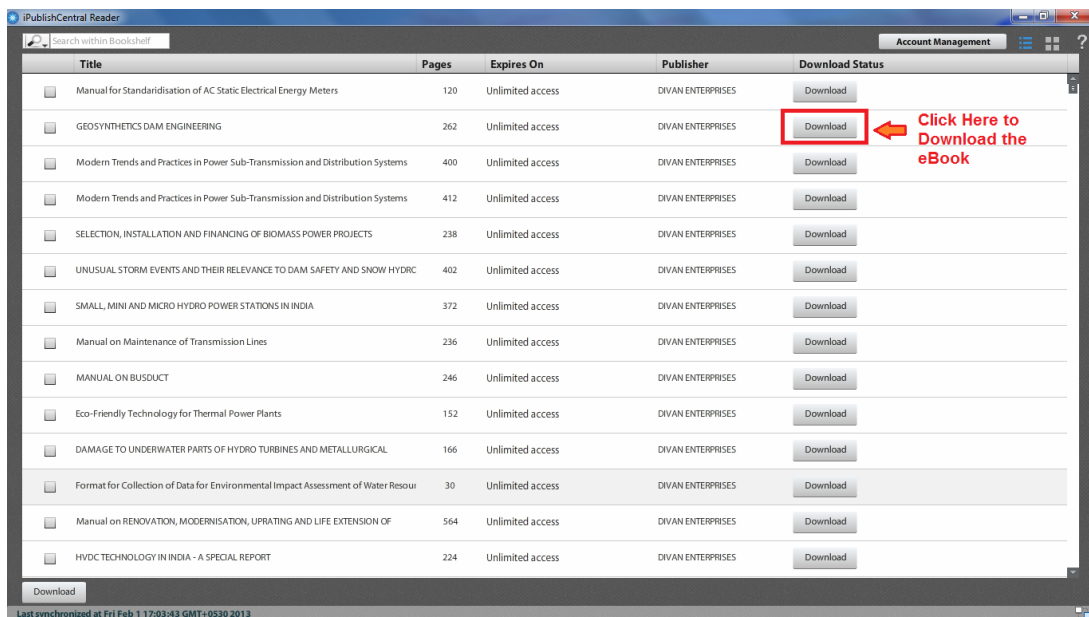 iPublishCentral Reader
Search within Bookshelf Account Management ?
Title Pages Expires On Publisher Download Status
Manual for Standaridisation of AC Static Electrical Energy Meters 120 Unlimited access DIVAN ENTERPRISES Download
GEOSYNTHETICS DAM ENGINEERING 262 Unlimited access DIVAN ENTERPRISES Download
Click Here to
Download the
eBook
Modern Trends and Practices in Power Sub-Transmission and Distribution Systems 400 Unlimited access DIVAN ENTERPRISES Download
Modern Trends and Practices in Power Sub-Transmission and Distribution Systems 412 Unlimited access DIVAN ENTERPRISES Download
SELECTION, INSTALLATION AND FINANCING OF BIOMASS POWER PROJECTS 238 Unlimited access DIVAN ENTERPRISES Download
UNUSUAL STORM EVENTS AND THEIR RELEVANCE TO DAM SAFETY AND SNOW HYDRC 402 Unlimited access DIVAN ENTERPRISES Download
SMALL, MINI AND MICRO HYDRO POWER STATIONS IN INDIA 372 Unlimited access DIVAN ENTERPRISES Download
Manual on Maintenance of Transmission Lines 236 Unlimited access DIVAN ENTERPRISES Download
MANUAL ON BUSDUCT 246 Unlimited access DIVAN ENTERPRISES Download
Eco-Friendly Technology for Thermal Power Plants 152 Unlimited access DIVAN ENTERPRISES Download
DAMAGE TO UNDERWATER PARTS OF HYDRO TURBINES AND METALLURGICAL 166 Unlimited access DIVAN ENTERPRISES Download
Format for Collection of Data for Environmental Impact Assessment of Water Resour 30 Unlimited access DIVAN ENTERPRISES Download
Manual on RENOVATION, MODERNISATION, UPRATING AND LIFE EXTENSION OF 564 Unlimited access DIVAN ENTERPRISES Download
HVDC TECHNOLOGY IN INDIA - A SPECIAL REPORT 224 Unlimited access DIVAN ENTERPRISES Download
Download
Last synchronized at Fri Feb 1 17:03:43 GMT+0530 2013